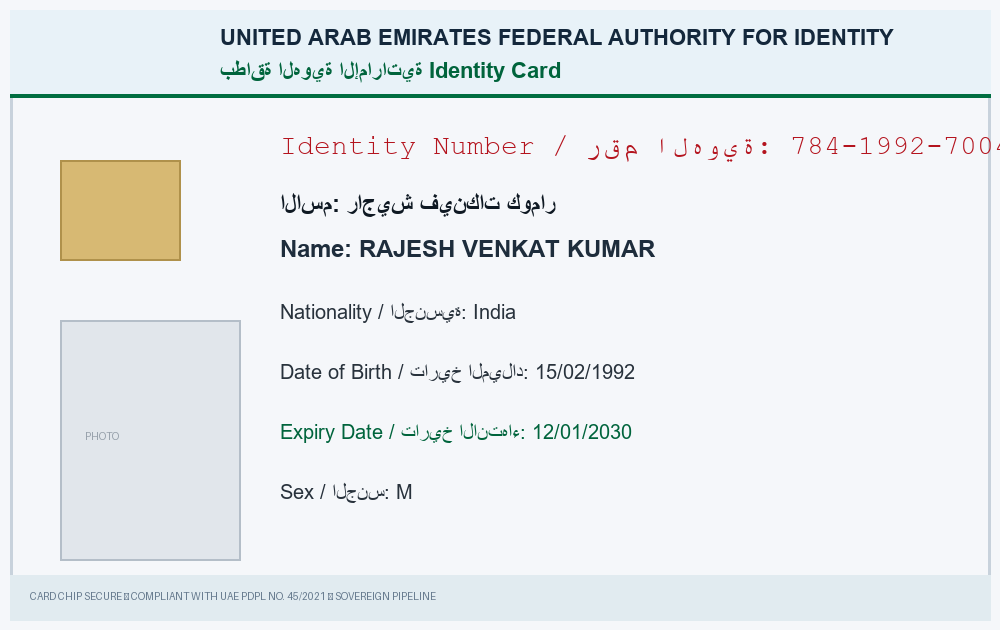 UNITED ARAB EMIRATES FEDERAL AUTHORITY FOR IDENTITY
بطاقة الهوية الإماراتية Identity Card
Identity Number / رقم الهوية: 784-1992-7004
الاسم: راجيش فينكات كومار
Name: RAJESH VENKAT KUMAR
Nationality / الجنسية: India
Date of Birth / تاريخ الميلاد: 15/02/1992
Expiry Date / تاريخ الانتهاء: 12/01/2030
Sex / الجنس: M
PHOTO
CARD CHIP SECURE COMPLIANT WITH UAE PDPL NO. 45/2021 SOVEREIGN PIPELINE